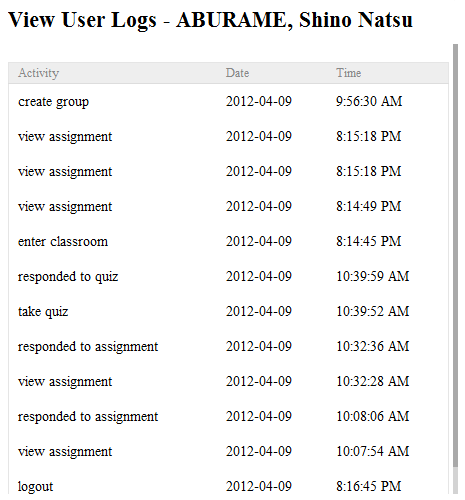 View User Logs - ABURAME, Shino Natsu
Activity Date Time
create group 2012-04-09 9:56:30 AM
view assignment 2012-04-09 8:15:18 PM
view assignment 2012-04-09 8:15:18 PM
view assignment 2012-04-09 8:14:49 PM
enter classroom 2012-04-09 8:14:45 PM
responded to quiz 2012-04-09 10:39:59 AM
take quiz 2012-04-09 10:39:52 AM
responded to assignment 2012-04-09 10:32:36 AM
view assignment 2012-04-09 10:32:28 AM
responded to assignment 2012-04-09 10:08:06 AM
view assignment 2012-04-09 10:07:54 AM
logout 2012-04-09 8:16:45 PM